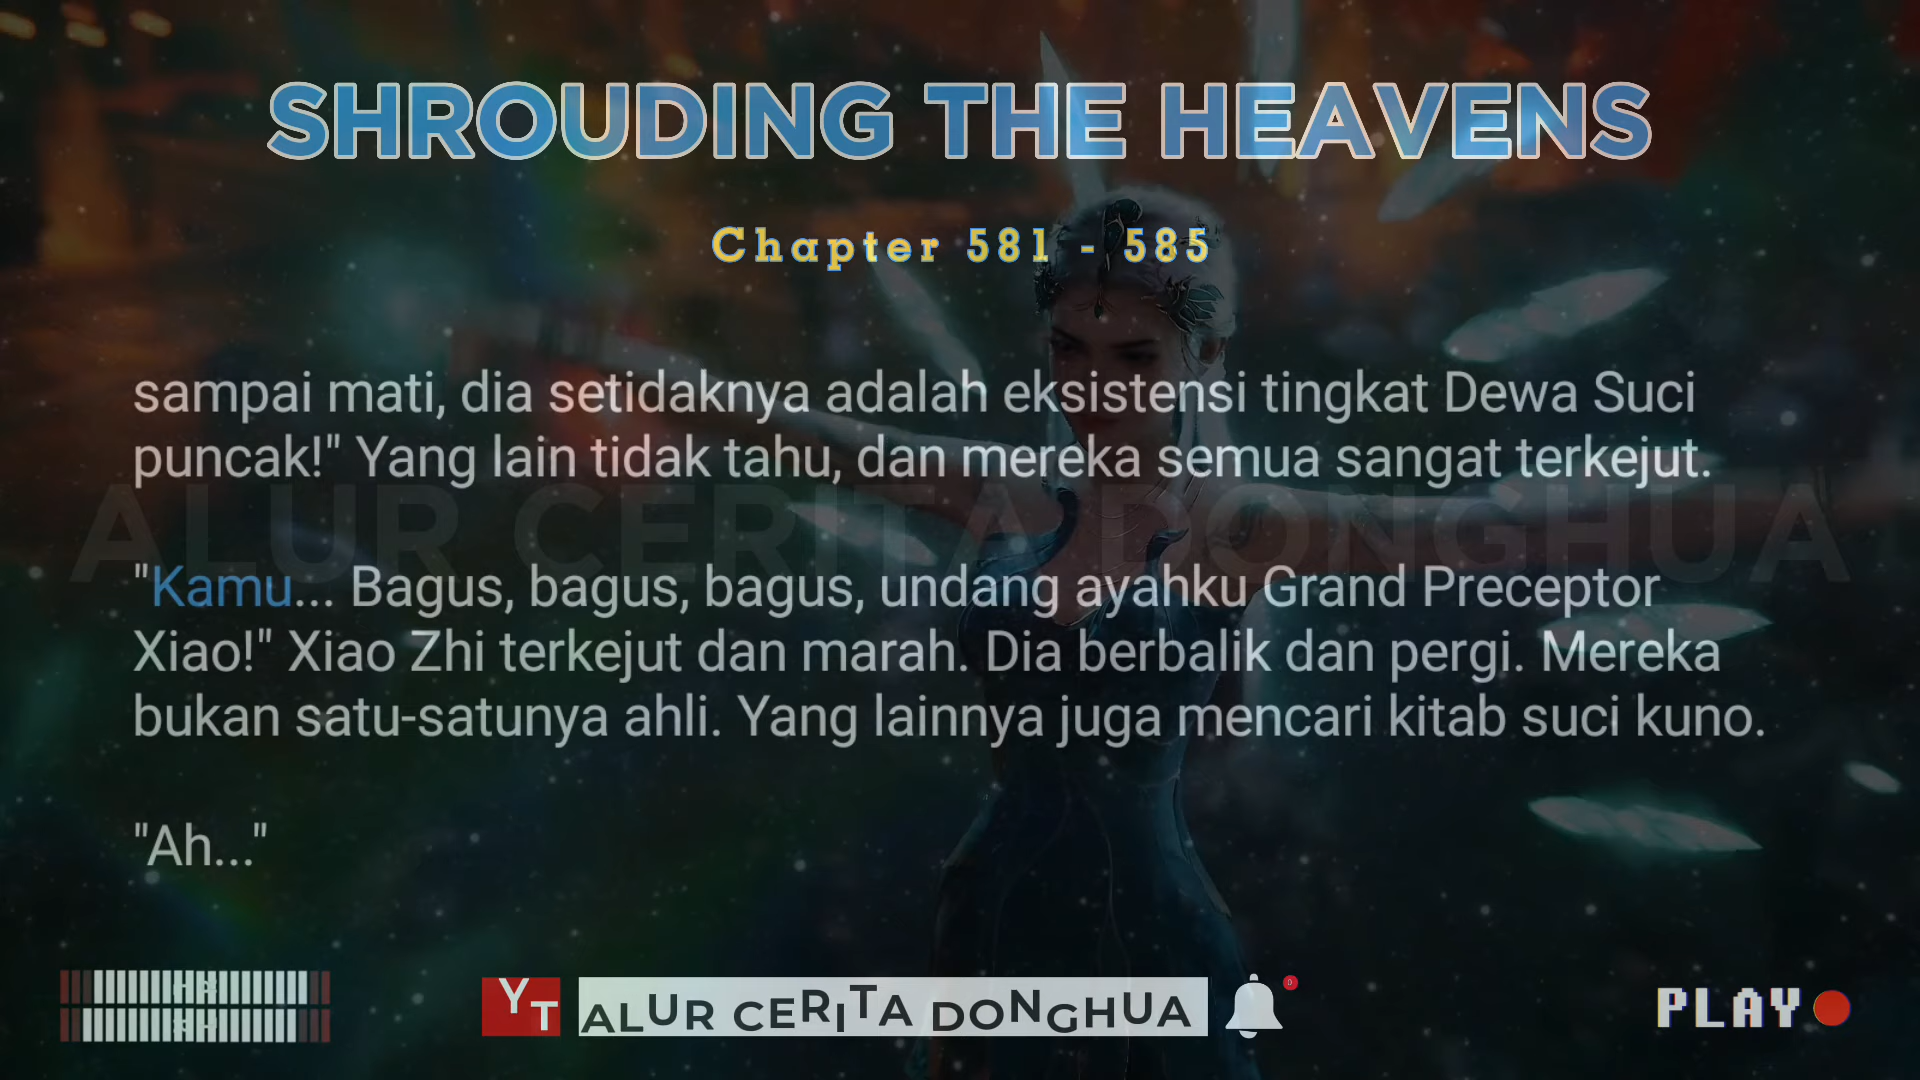 SHROUDING THE HEAVENS
Chapter 581 - 585
sampai mati, dia setidaknya adalah eksistensi tingkat Dewa Suci
puncak!" Yang lain tidak tahu, dan mereka semua sangat terkejut.
ALUR CERITA DONGHUA
"Kamu... Bagus, bagus, bagus, undang ayahku Grand Preceptor
Xiao!" Xiao Zhi terkejut dan marah. Dia berbalik dan pergi. Mereka
bukan satu-satunya ahli. Yang lainnya juga mencari kitab suci kuno.
"Ah..."
YT ALUR CERITA DONGHUA
PLAY